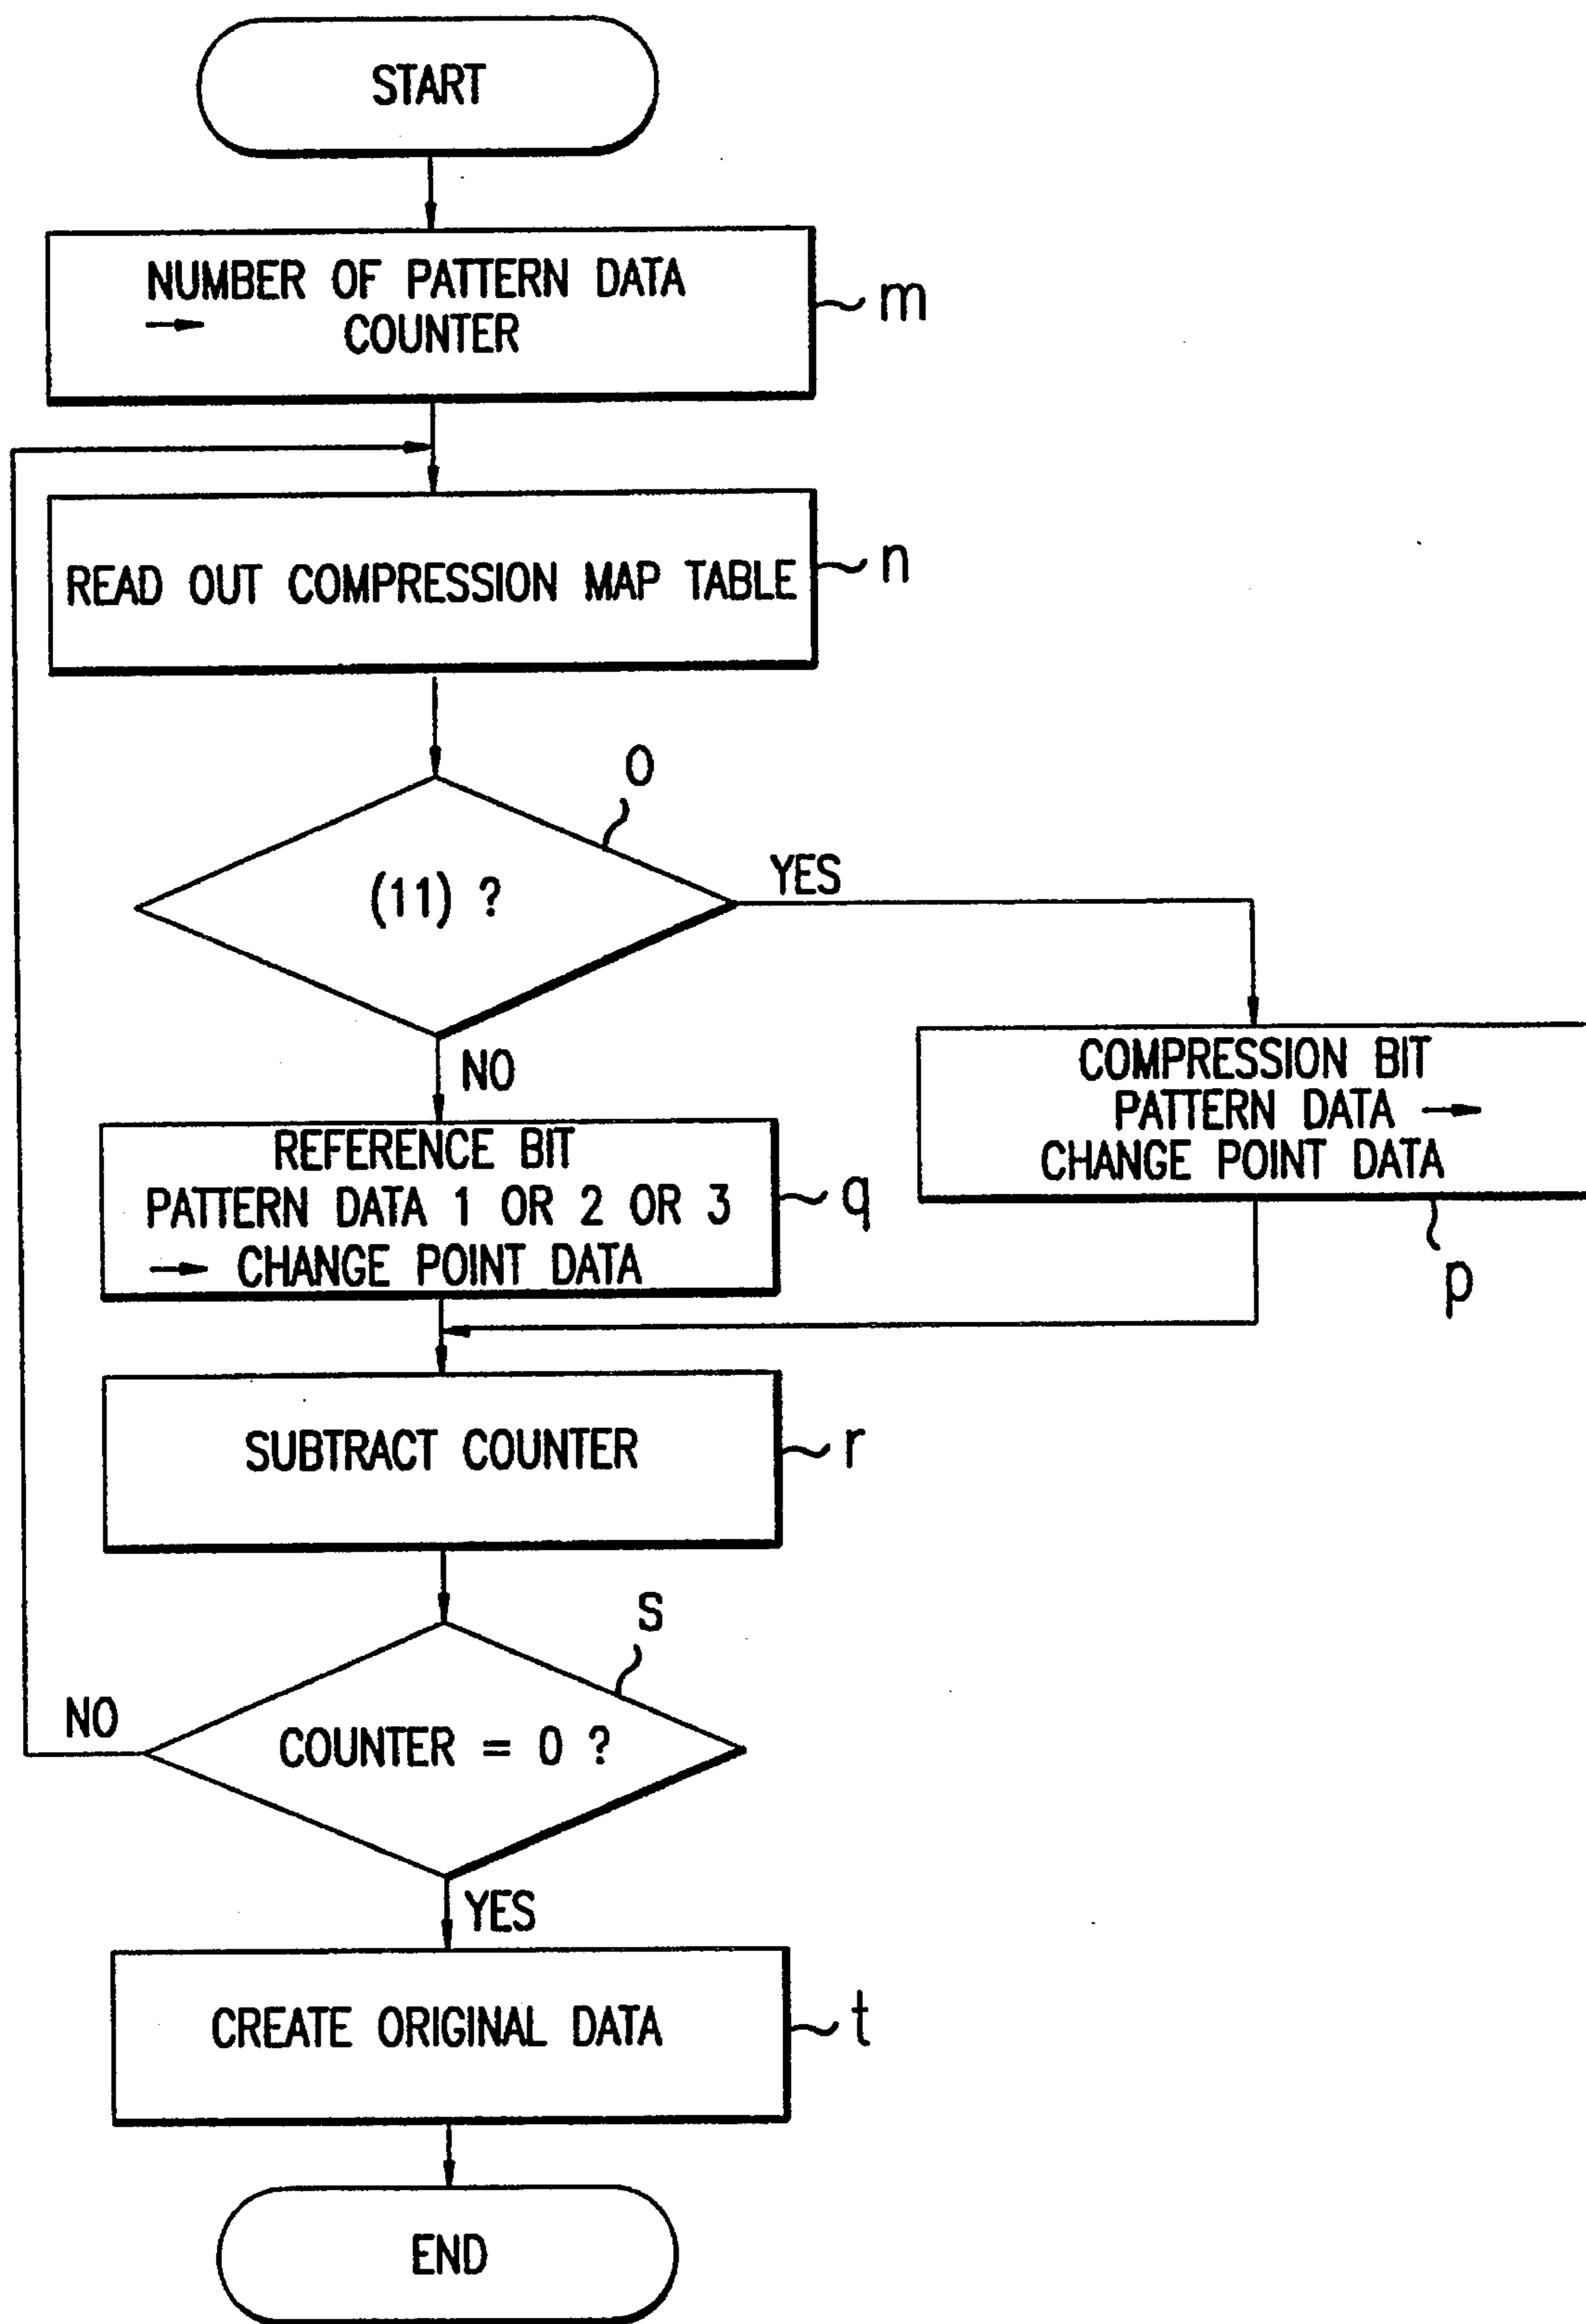 START
NUMBER OF PATTERN DATA
→ COUNTER
m
READ OUT COMPRESSION MAP TABLE
n
o
(11) ?
YES
NO
COMPRESSION BIT
PATTERN DATA →
CHANGE POINT DATA
p
REFERENCE BIT
PATTERN DATA 1 OR 2 OR 3
→ CHANGE POINT DATA
q
SUBTRACT COUNTER
r
s
COUNTER = 0 ?
NO
YES
CREATE ORIGINAL DATA
t
END